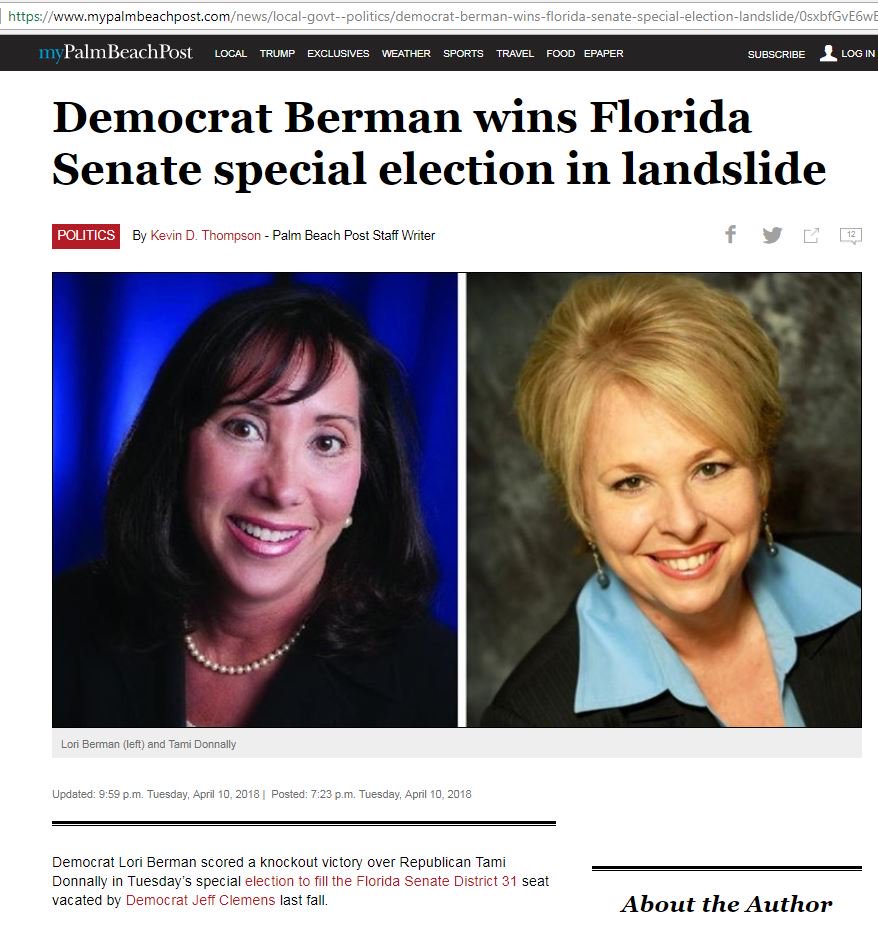 https://www.mypalmbeachpost.com/news/local-govt--politics/democrat-berman-wins-florida-senate-special-election-landslide/0sxbfGvE6wE
myPalmBeachPost LOCAL TRUMP EXCLUSIVES WEATHER SPORTS TRAVEL FOOD EPAPER SUBSCRIBE LOG IN
Democrat Berman wins Florida
Senate special election in landslide
POLITICS By Kevin D. Thompson - Palm Beach Post Staff Writer
12
Lori Berman (left) and Tami Donnally
Updated: 9:59 p.m. Tuesday, April 10, 2018 | Posted: 7:23 p.m. Tuesday, April 10, 2018
Democrat Lori Berman scored a knockout victory over Republican Tami
Donnally in Tuesday's special election to fill the Florida Senate District 31 seat
vacated by Democrat Jeff Clemens last fall.
About the Author